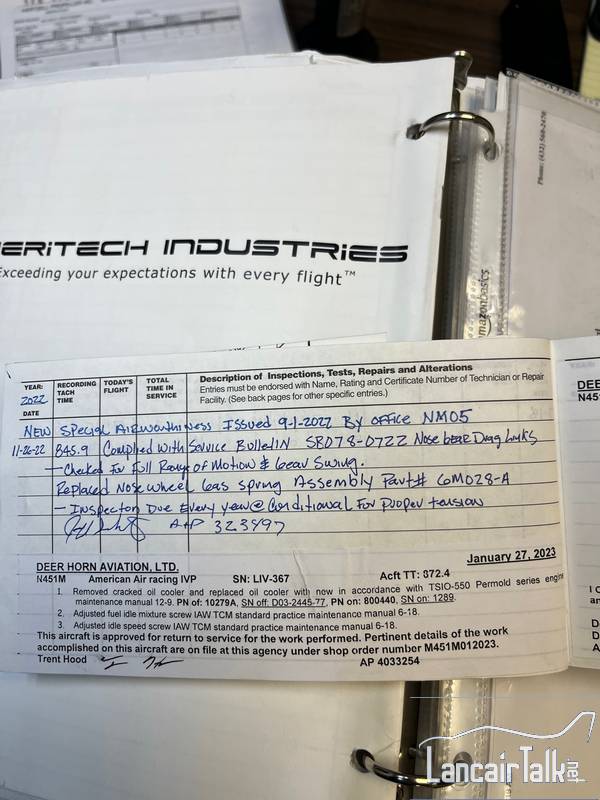 Phone: (432) 560-2470
ERITECH INDUSTRIES
Exceeding your expectations with every flight™
amazonbasics
YEAR: 2022
DATE
RECORDING TACH TIME
TODAY'S FLIGHT
TOTAL TIME IN SERVICE
Description of Inspections, Tests, Repairs and Alterations
Entries must be endorsed with Name, Rating and Certificate Number of Technician or Repair
Facility. (See back pages for other specific entries.)
NEW Special Airworthiness Issued 9-1-2022 By office NM05
11-26-22 845.9 Complied with Service Bulletin SB078-0722 Nose Gear Drag Links
- Checked For Full Range of Motion & Gear Swing.
Replaced Nose wheel Gas spring Assembly Part# GM028-A
- Inspection Due Every year @ Conditional For proper tension
A+P 323497
DEER HORN AVIATION, LTD.
January 27, 2023
N451M American Air racing IVP SN: LIV-367 Acft TT: 872.4
1. Removed cracked oil cooler and replaced oil cooler with new in accordance with TSIO-550 Permold series engine
maintenance manual 12-9. PN of: 10279A, SN off: D03-2445-77, PN on: 800440, SN on: 1289.
2. Adjusted fuel idle mixture screw IAW TCM standard practice maintenance manual 6-18.
3. Adjusted idle speed screw IAW TCM standard practice maintenance manual 6-18.
This aircraft is approved for return to service for the work performed. Pertinent details of the work
accomplished on this aircraft are on file at this agency under shop order number M451M012023.
Trent Hood AP 4033254
DEE
N45
LancairTalk.net